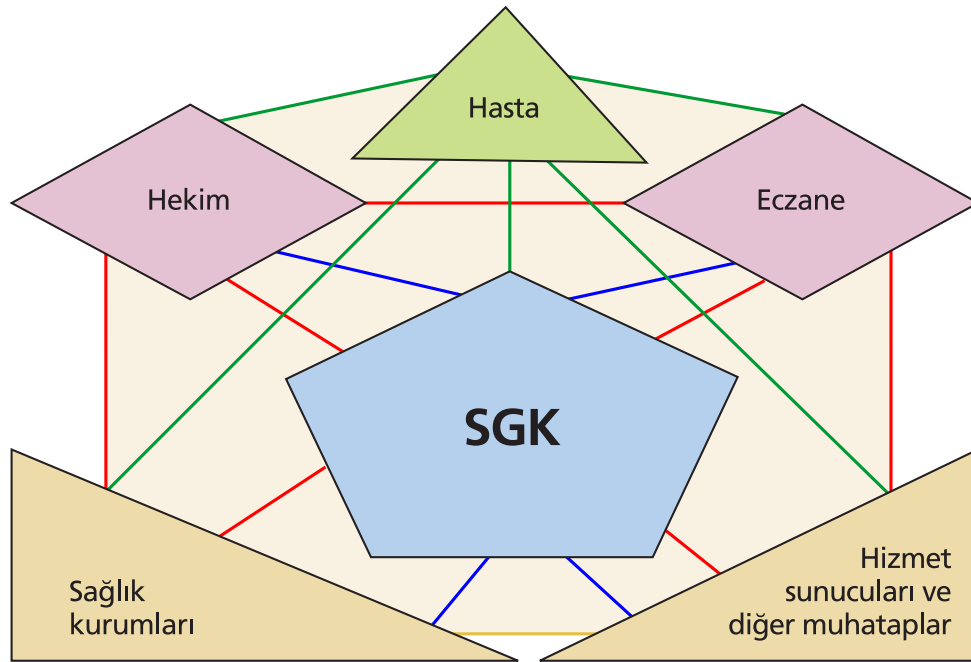 Hasta
Hekim
Eczane
SGK
Sağlık
kurumları
Hizmet
sunucuları ve
diğer muhataplar